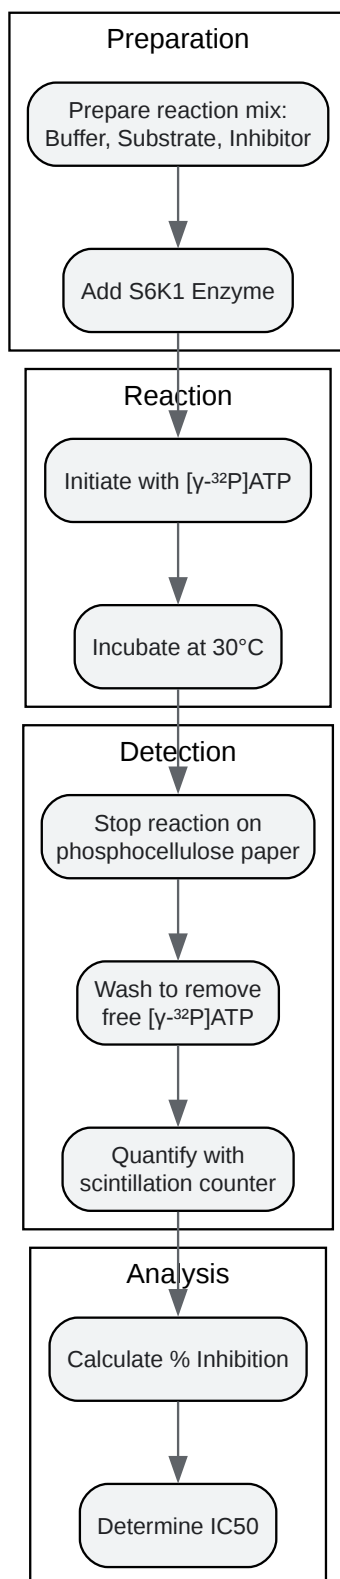 Preparation
Prepare reaction mix:
Buffer, Substrate, Inhibitor
Add S6K1 Enzyme
Reaction
Initiate with [γ-³²P]ATP
Incubate at 30°C
Detection
Stop reaction on
phosphocellulose paper
Wash to remove
free [γ-³²P]ATP
Quantify with
scintillation counter
Analysis
Calculate % Inhibition
Determine IC50